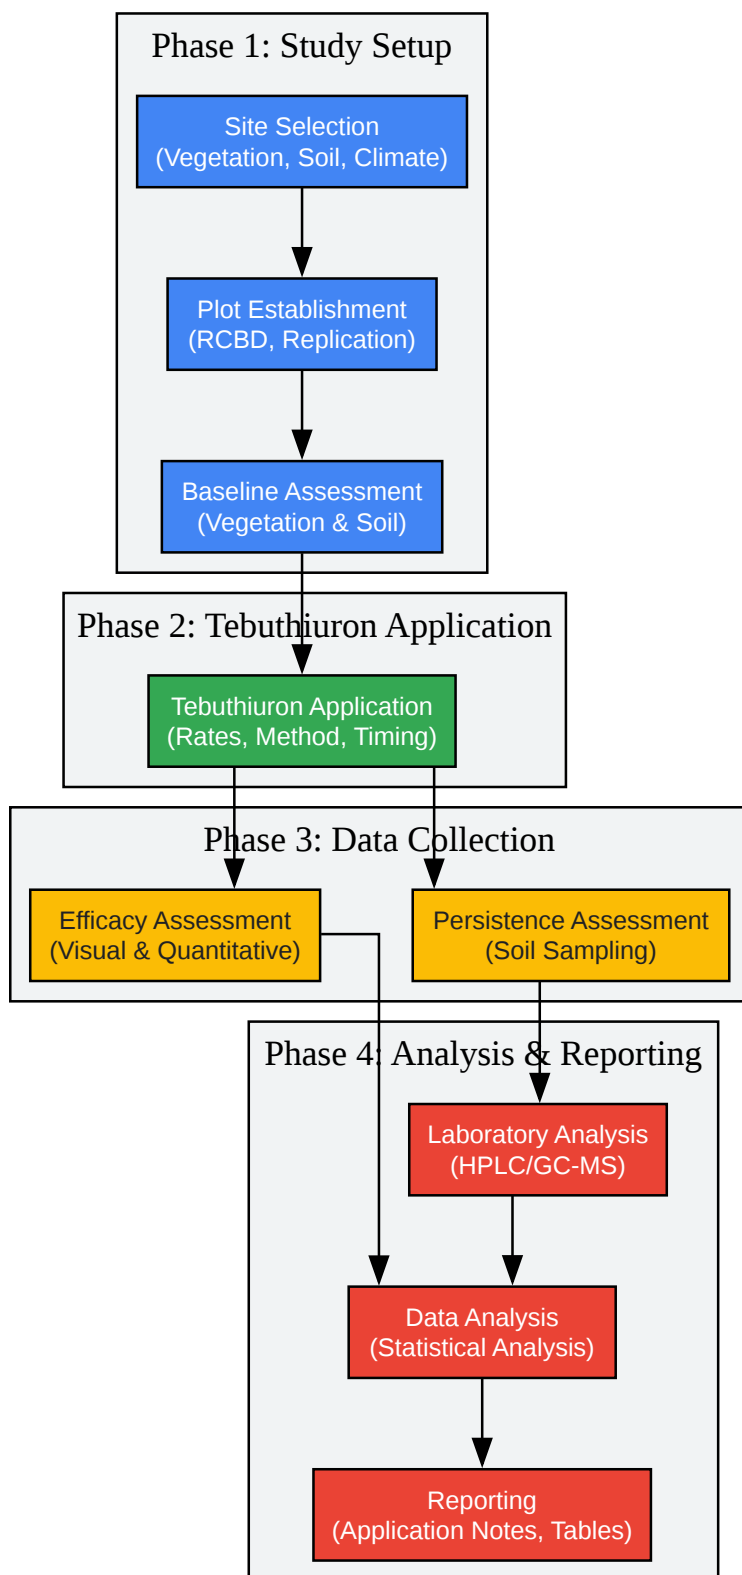 Phase 1: Study Setup
Site Selection
(Vegetation, Soil, Climate)
Plot Establishment
(RCBD, Replication)
Baseline Assessment
(Vegetation & Soil)
Phase 2: Tebuthiuron Application
Tebuthiuron Application
(Rates, Method, Timing)
Phase 3: Data Collection
Efficacy Assessment
(Visual & Quantitative)
Persistence Assessment
(Soil Sampling)
Phase 4: Analysis & Reporting
Laboratory Analysis
(HPLC/GC-MS)
Data Analysis
(Statistical Analysis)
Reporting
(Application Notes, Tables)